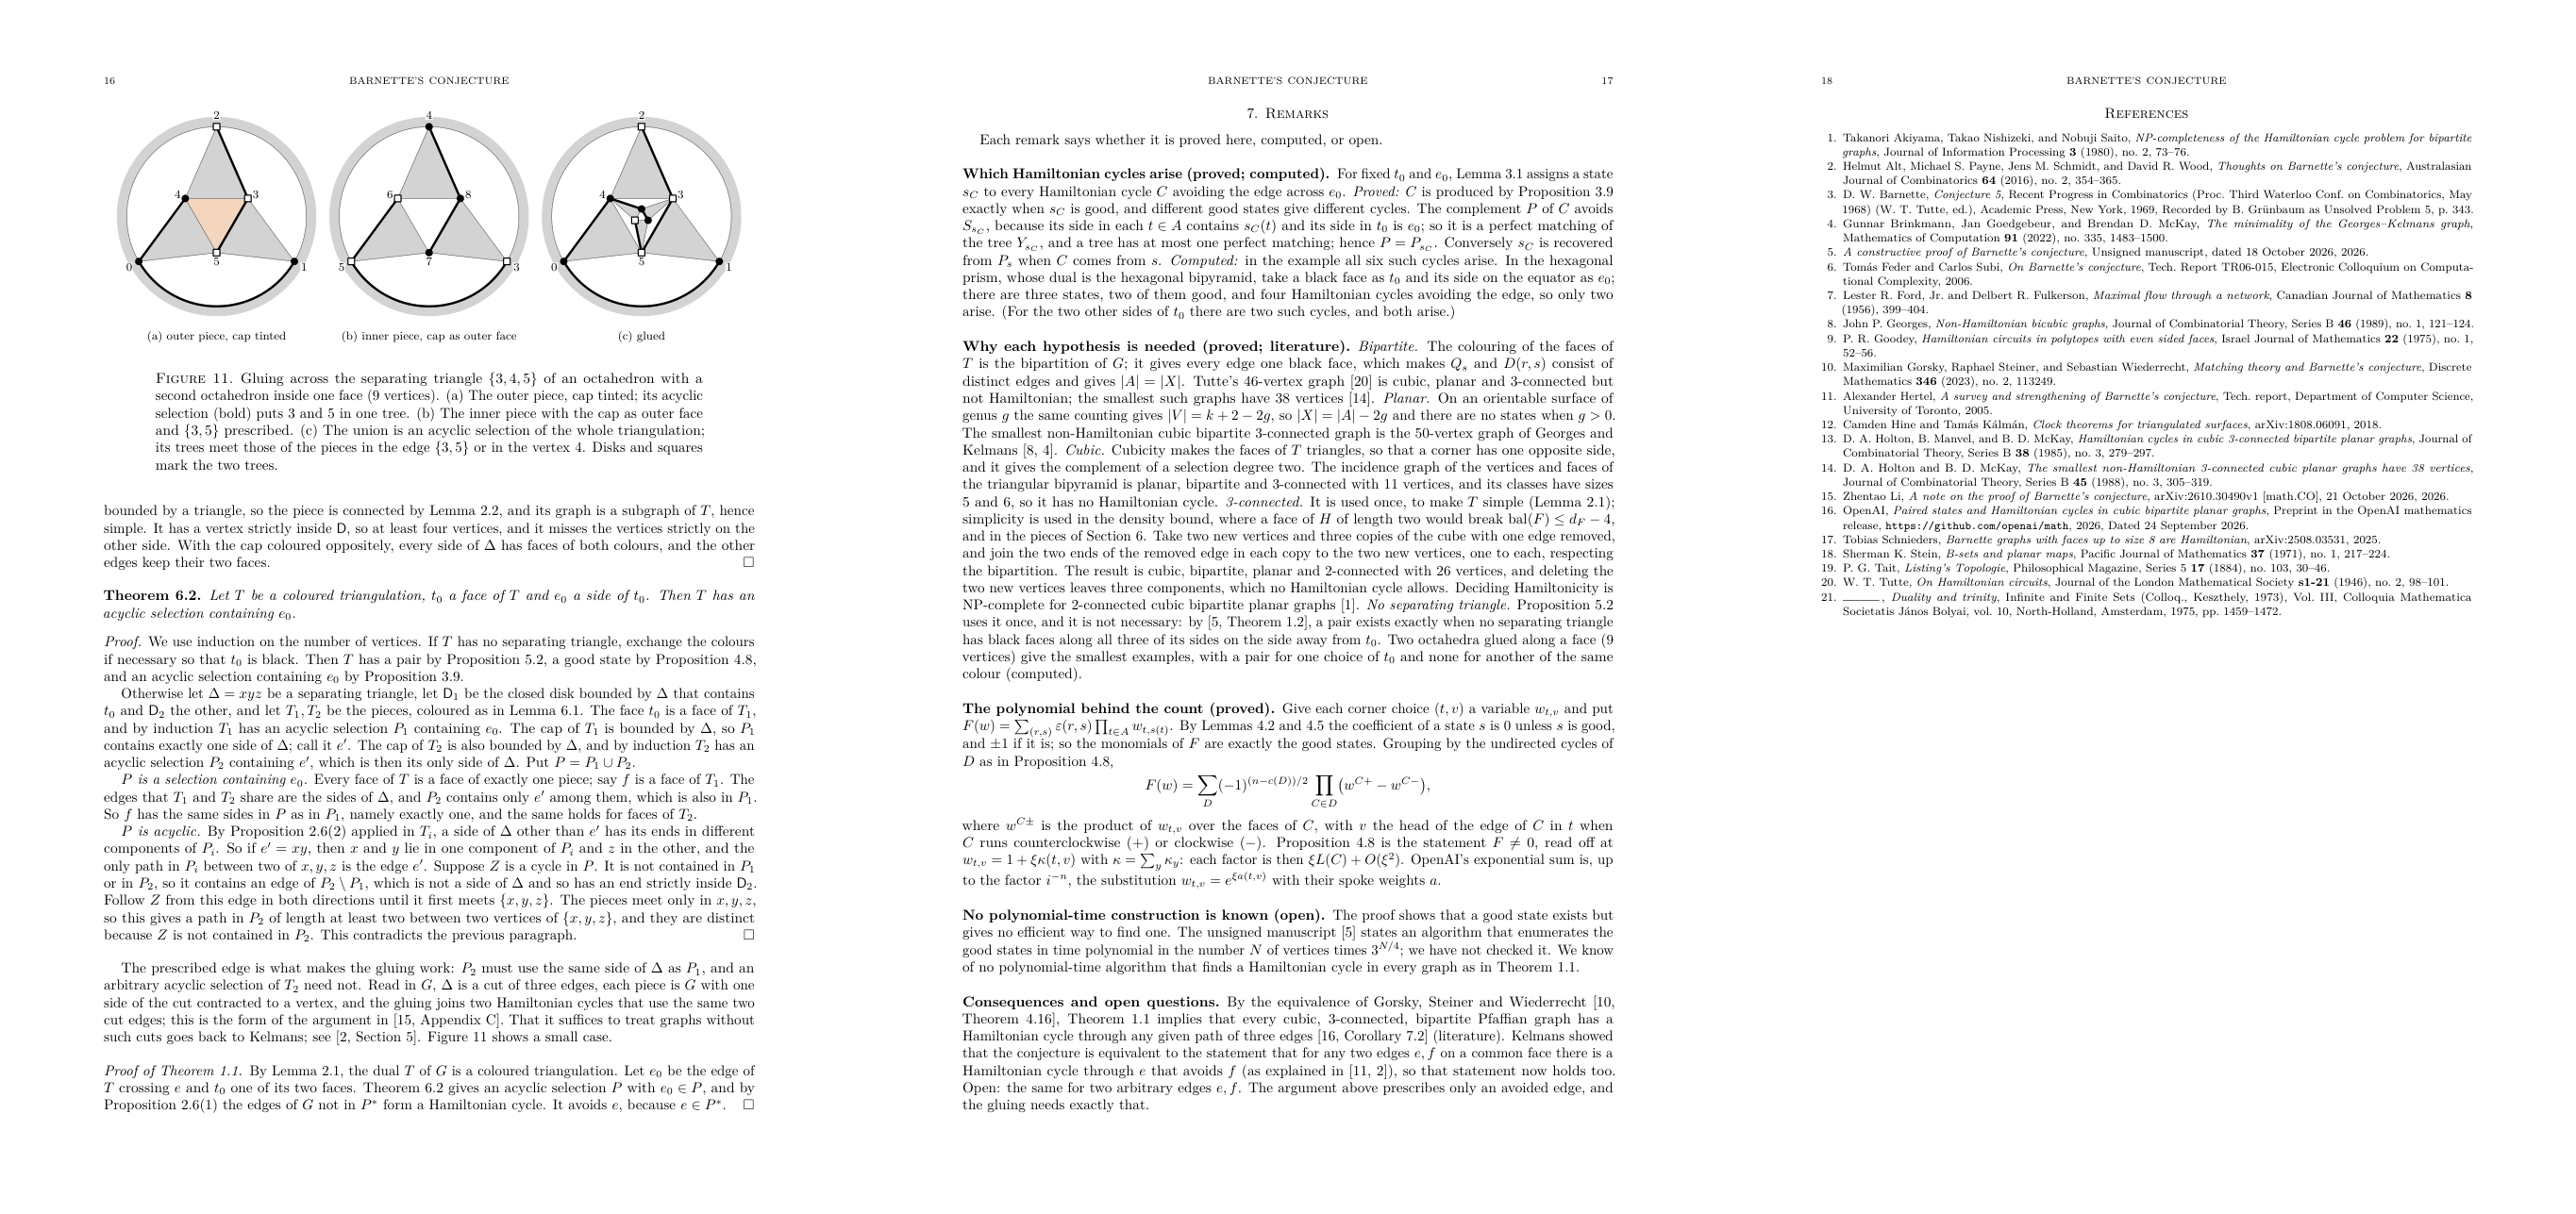 16 BARNETTE'S CONJECTURE
2
4
3
5
0
1
4
6
8
7
5
3
2
4
3
5
0
1
(a) outer piece, cap tinted
(b) inner piece, cap as outer face
(c) glued
FIGURE 11. Gluing across the separating triangle {3, 4, 5} of an octahedron with a
second octahedron inside one face (9 vertices). (a) The outer piece, cap tinted; its acyclic
selection (bold) puts 3 and 5 in one tree. (b) The inner piece with the cap as outer face
and {3, 5} prescribed. (c) The union is an acyclic selection of the whole triangulation;
its trees meet those of the pieces in the edge {3, 5} or in the vertex 4. Disks and squares
mark the two trees.
bounded by a triangle, so the piece is connected by Lemma 2.2, and its graph is a subgraph of T, hence
simple. It has a vertex strictly inside D, so at least four vertices, and it misses the vertices strictly on the
other side. With the cap coloured oppositely, every side of Δ has faces of both colours, and the other
edges keep their two faces. □
Theorem 6.2. Let T be a coloured triangulation, t₀ a face of T and e₀ a side of t₀. Then T has an
acyclic selection containing e₀.
Proof. We use induction on the number of vertices. If T has no separating triangle, exchange the colours
if necessary so that t₀ is black. Then T has a pair by Proposition 5.2, a good state by Proposition 4.8,
and an acyclic selection containing e₀ by Proposition 3.9.
Otherwise let Δ = xyz be a separating triangle, let D₁ be the closed disk bounded by Δ that contains
t₀ and D₂ the other, and let T₁, T₂ be the pieces, coloured as in Lemma 6.1. The face t₀ is a face of T₁,
and by induction T₁ has an acyclic selection P₁ containing e₀. The cap of T₁ is bounded by Δ, so P₁
contains exactly one side of Δ; call it e′. The cap of T₂ is also bounded by Δ, and by induction T₂ has an
acyclic selection P₂ containing e′, which is then its only side of Δ. Put P = P₁ ∪ P₂.
P is a selection containing e₀. Every face of T is a face of exactly one piece; say f is a face of T₁. The
edges that T₁ and T₂ share are the sides of Δ, and P₂ contains only e′ among them, which is also in P₁.
So f has the same sides in P as in P₁, namely exactly one, and the same holds for faces of T₂.
P is acyclic. By Proposition 2.6(2) applied in Tᵢ, a side of Δ other than e′ has its ends in different
components of Pᵢ. So if e′ = xy, then x and y lie in one component of Pᵢ and z in the other, and the
only path in Pᵢ between two of x, y, z is the edge e′. Suppose Z is a cycle in P. It is not contained in P₁
or in P₂, so it contains an edge of P₂ \ P₁, which is not a side of Δ and so has an end strictly inside D₂.
Follow Z from this edge in both directions until it first meets {x, y, z}. The pieces meet only in x, y, z,
so this gives a path in P₂ of length at least two between two vertices of {x, y, z}, and they are distinct
because Z is not contained in P₂. This contradicts the previous paragraph. □
The prescribed edge is what makes the gluing work: P₂ must use the same side of Δ as P₁, and an
arbitrary acyclic selection of T₂ need not. Read in G, Δ is a cut of three edges, each piece is G with one
side of the cut contracted to a vertex, and the gluing joins two Hamiltonian cycles that use the same two
cut edges; this is the form of the argument in [15, Appendix C]. That it suffices to treat graphs without
such cuts goes back to Kelmans; see [2, Section 5]. Figure 11 shows a small case.
Proof of Theorem 1.1. By Lemma 2.1, the dual T of G is a coloured triangulation. Let e₀ be the edge of
T crossing e and t₀ one of its two faces. Theorem 6.2 gives an acyclic selection P with e₀ ∈ P, and by
Proposition 2.6(1) the edges of G not in P* form a Hamiltonian cycle. It avoids e, because e ∈ P*. □
BARNETTE'S CONJECTURE 17
7. REMARKS
Each remark says whether it is proved here, computed, or open.
Which Hamiltonian cycles arise (proved; computed). For fixed t₀ and e₀, Lemma 3.1 assigns a state
s_C to every Hamiltonian cycle C avoiding the edge across e₀. Proved: C is produced by Proposition 3.9
exactly when s_C is good, and different good states give different cycles. The complement P of C avoids
S_{s_C}, because its side in each t ∈ A contains s_C(t) and its side in t₀ is e₀; so it is a perfect matching of
the tree Y_{s_C}, and a tree has at most one perfect matching; hence P = P_{s_C}. Conversely s_C is recovered
from P_s when C comes from s. Computed: in the example all six such cycles arise. In the hexagonal
prism, whose dual is the hexagonal bipyramid, take a black face as t₀ and its side on the equator as e₀;
there are three states, two of them good, and four Hamiltonian cycles avoiding the edge, so only two
arise. (For the two other sides of t₀ there are two such cycles, and both arise.)
Why each hypothesis is needed (proved; literature). Bipartite. The colouring of the faces of
T is the bipartition of G; it gives every edge one black face, which makes Q_s and D(r, s) consist of
distinct edges and gives |A| = |X|. Tutte's 46-vertex graph [20] is cubic, planar and 3-connected but
not Hamiltonian; the smallest such graphs have 38 vertices [14]. Planar. On an orientable surface of
genus g the same counting gives |V| = k + 2 − 2g, so |X| = |A| − 2g and there are no states when g > 0.
The smallest non-Hamiltonian cubic bipartite 3-connected graph is the 50-vertex graph of Georges and
Kelmans [8, 4]. Cubic. Cubicity makes the faces of T triangles, so that a corner has one opposite side,
and it gives the complement of a selection degree two. The incidence graph of the vertices and faces of
the triangular bipyramid is planar, bipartite and 3-connected with 11 vertices, and its classes have sizes
5 and 6, so it has no Hamiltonian cycle. 3-connected. It is used once, to make T simple (Lemma 2.1);
simplicity is used in the density bound, where a face of H of length two would break bal(F) ≤ d_F − 4,
and in the pieces of Section 6. Take two new vertices and three copies of the cube with one edge removed,
and join the two ends of the removed edge in each copy to the two new vertices, one to each, respecting
the bipartition. The result is cubic, bipartite, planar and 2-connected with 26 vertices, and deleting the
two new vertices leaves three components, which no Hamiltonian cycle allows. Deciding Hamiltonicity is
NP-complete for 2-connected cubic bipartite planar graphs [1]. No separating triangle. Proposition 5.2
uses it once, and it is not necessary: by [5, Theorem 1.2], a pair exists exactly when no separating triangle
has black faces along all three of its sides on the side away from t₀. Two octahedra glued along a face (9
vertices) give the smallest examples, with a pair for one choice of t₀ and none for another of the same
colour (computed).
The polynomial behind the count (proved). Give each corner choice (t, v) a variable w_{t,v} and put
F(w) = ∑_{(r,s)} ε(r, s) ∏_{t∈A} w_{t,s(t)}. By Lemmas 4.2 and 4.5 the coefficient of a state s is 0 unless s is good,
and ±1 if it is; so the monomials of F are exactly the good states. Grouping by the undirected cycles of
D as in Proposition 4.8,
F(w) = ∑_D (−1)^{(n−c(D))/2} ∏_{C∈D} (w^{C+} − w^{C−}),
where w^{C±} is the product of w_{t,v} over the faces of C, with v the head of the edge of C in t when
C runs counterclockwise (+) or clockwise (−). Proposition 4.8 is the statement F ≠ 0, read off at
w_{t,v} = 1 + ξκ(t, v) with κ = ∑_y κ_y: each factor is then ξL(C) + O(ξ²). OpenAI's exponential sum is, up
to the factor i^{−n}, the substitution w_{t,v} = e^{ξa(t,v)} with their spoke weights a.
No polynomial-time construction is known (open). The proof shows that a good state exists but
gives no efficient way to find one. The unsigned manuscript [5] states an algorithm that enumerates the
good states in time polynomial in the number N of vertices times 3^{N/4}; we have not checked it. We know
of no polynomial-time algorithm that finds a Hamiltonian cycle in every graph as in Theorem 1.1.
Consequences and open questions. By the equivalence of Gorsky, Steiner and Wiederrecht [10,
Theorem 4.16], Theorem 1.1 implies that every cubic, 3-connected, bipartite Pfaffian graph has a
Hamiltonian cycle through any given path of three edges [16, Corollary 7.2] (literature). Kelmans showed
that the conjecture is equivalent to the statement that for any two edges e, f on a common face there is a
Hamiltonian cycle through e that avoids f (as explained in [11, 2]), so that statement now holds too.
Open: the same for two arbitrary edges e, f. The argument above prescribes only an avoided edge, and
the gluing needs exactly that.
18 BARNETTE'S CONJECTURE
REFERENCES
1. Takanori Akiyama, Takao Nishizeki, and Nobuji Saito, NP-completeness of the Hamiltonian cycle problem for bipartite
graphs, Journal of Information Processing 3 (1980), no. 2, 73–76.
2. Helmut Alt, Michael S. Payne, Jens M. Schmidt, and David R. Wood, Thoughts on Barnette's conjecture, Australasian
Journal of Combinatorics 64 (2016), no. 2, 354–365.
3. D. W. Barnette, Conjecture 5, Recent Progress in Combinatorics (Proc. Third Waterloo Conf. on Combinatorics, May
1968) (W. T. Tutte, ed.), Academic Press, New York, 1969, Recorded by B. Grünbaum as Unsolved Problem 5, p. 343.
4. Gunnar Brinkmann, Jan Goedgebeur, and Brendan D. McKay, The minimality of the Georges–Kelmans graph,
Mathematics of Computation 91 (2022), no. 335, 1483–1500.
5. A constructive proof of Barnette's conjecture, Unsigned manuscript, dated 18 October 2026, 2026.
6. Tomás Feder and Carlos Subi, On Barnette's conjecture, Tech. Report TR06-015, Electronic Colloquium on Computa-
tional Complexity, 2006.
7. Lester R. Ford, Jr. and Delbert R. Fulkerson, Maximal flow through a network, Canadian Journal of Mathematics 8
(1956), 399–404.
8. John P. Georges, Non-Hamiltonian bicubic graphs, Journal of Combinatorial Theory, Series B 46 (1989), no. 1, 121–124.
9. P. R. Goodey, Hamiltonian circuits in polytopes with even sided faces, Israel Journal of Mathematics 22 (1975), no. 1,
52–56.
10. Maximilian Gorsky, Raphael Steiner, and Sebastian Wiederrecht, Matching theory and Barnette's conjecture, Discrete
Mathematics 346 (2023), no. 2, 113249.
11. Alexander Hertel, A survey and strengthening of Barnette's conjecture, Tech. report, Department of Computer Science,
University of Toronto, 2005.
12. Camden Hine and Tamás Kálmán, Clock theorems for triangulated surfaces, arXiv:1808.06091, 2018.
13. D. A. Holton, B. Manvel, and B. D. McKay, Hamiltonian cycles in cubic 3-connected bipartite planar graphs, Journal of
Combinatorial Theory, Series B 38 (1985), no. 3, 279–297.
14. D. A. Holton and B. D. McKay, The smallest non-Hamiltonian 3-connected cubic planar graphs have 38 vertices,
Journal of Combinatorial Theory, Series B 45 (1988), no. 3, 305–319.
15. Zhentao Li, A note on the proof of Barnette's conjecture, arXiv:2610.30490v1 [math.CO], 21 October 2026, 2026.
16. OpenAI, Paired states and Hamiltonian cycles in cubic bipartite planar graphs, Preprint in the OpenAI mathematics
release, https://github.com/openai/math, 2026, Dated 24 September 2026.
17. Tobias Schnieders, Barnette graphs with faces up to size 8 are Hamiltonian, arXiv:2508.03531, 2025.
18. Sherman K. Stein, B-sets and planar maps, Pacific Journal of Mathematics 37 (1971), no. 1, 217–224.
19. P. G. Tait, Listing's Topologie, Philosophical Magazine, Series 5 17 (1884), no. 103, 30–46.
20. W. T. Tutte, On Hamiltonian circuits, Journal of the London Mathematical Society s1-21 (1946), no. 2, 98–101.
21. ———, Duality and trinity, Infinite and Finite Sets (Colloq., Keszthely, 1973), Vol. III, Colloquia Mathematica
Societatis János Bolyai, vol. 10, North-Holland, Amsterdam, 1975, pp. 1459–1472.